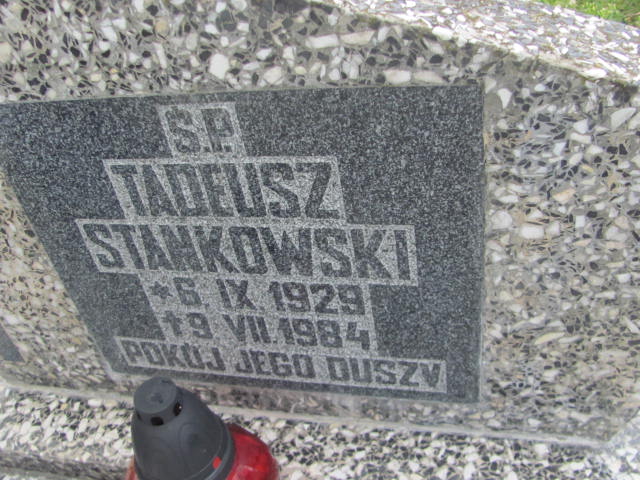 Ś.P.
TADEUSZ
STANKOWSKI
*6 IX 1929
†9 VII.1984
POKÓJ JEGO DUSZY